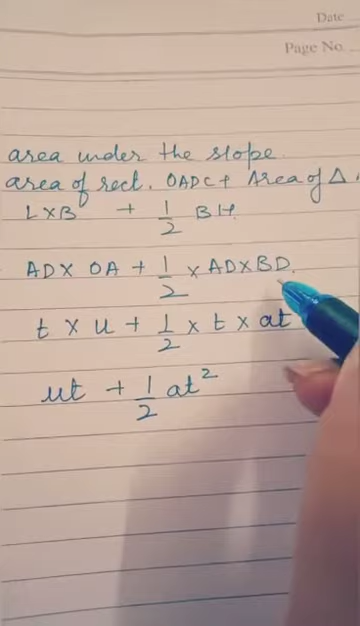 Date
Page No.
area under the slope.
area of rect. OADC + Area of Δ.
L×B + 1/2 BH.
AD× OA + 1/2 × AD×BD.
t × u + 1/2 × t × at
ut + 1/2 at²